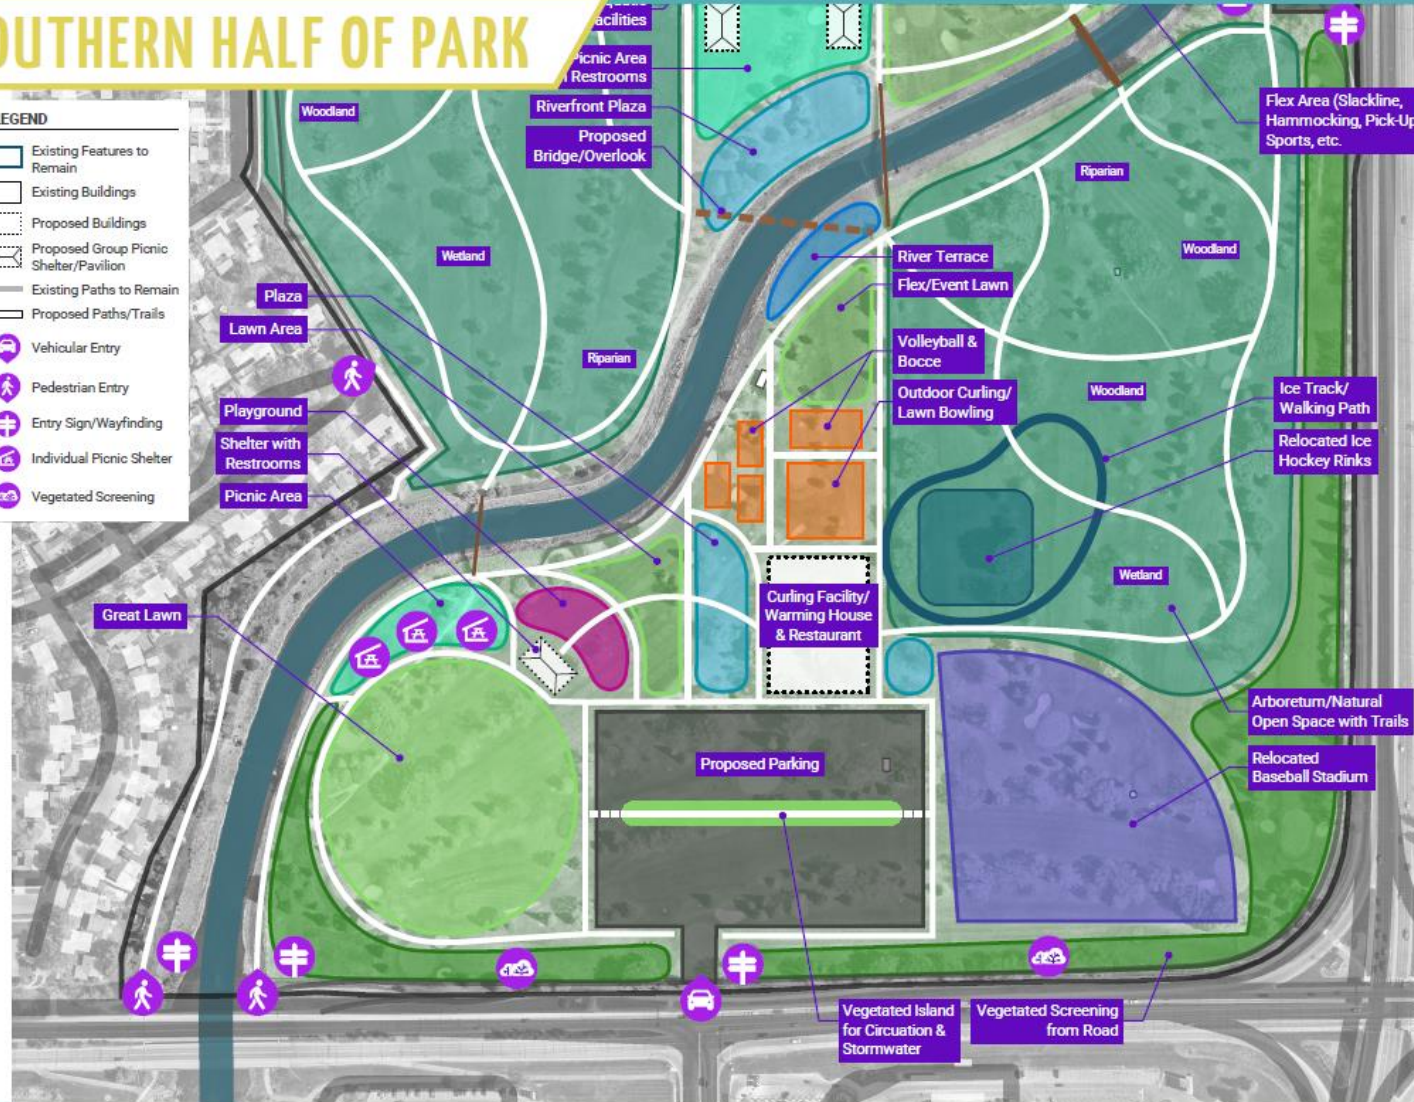 OUTHERN HALF OF PARK
EGEND
Existing Features to
Remain
Existing Buildings
Proposed Buildings
Proposed Group Picnic
Shelter/Pavilion
Existing Paths to Remain
Proposed Paths/Trails
Vehicular Entry
Pedestrian Entry
Entry Sign/Wayfinding
Individual Picnic Shelter
Vegetated Screening
acilities
Picnic Area
Restrooms
Riverfront Plaza
Proposed
Bridge/Overlook
Woodland
Wetland
Riparian
Plaza
Lawn Area
Playground
Shelter with
Restrooms
Picnic Area
Great Lawn
River Terrace
Flex/Event Lawn
Volleyball &
Bocce
Outdoor Curling/
Lawn Bowling
Curling Facility/
Warming House
& Restaurant
Proposed Parking
Flex Area (Slackline,
Hammocking, Pick-Up
Sports, etc.
Riparian
Woodland
Woodland
Wetland
Ice Track/
Walking Path
Relocated Ice
Hockey Rinks
Arboretum/Natural
Open Space with Trails
Relocated
Baseball Stadium
Vegetated Island
for Circuation &
Stormwater
Vegetated Screening
from Road